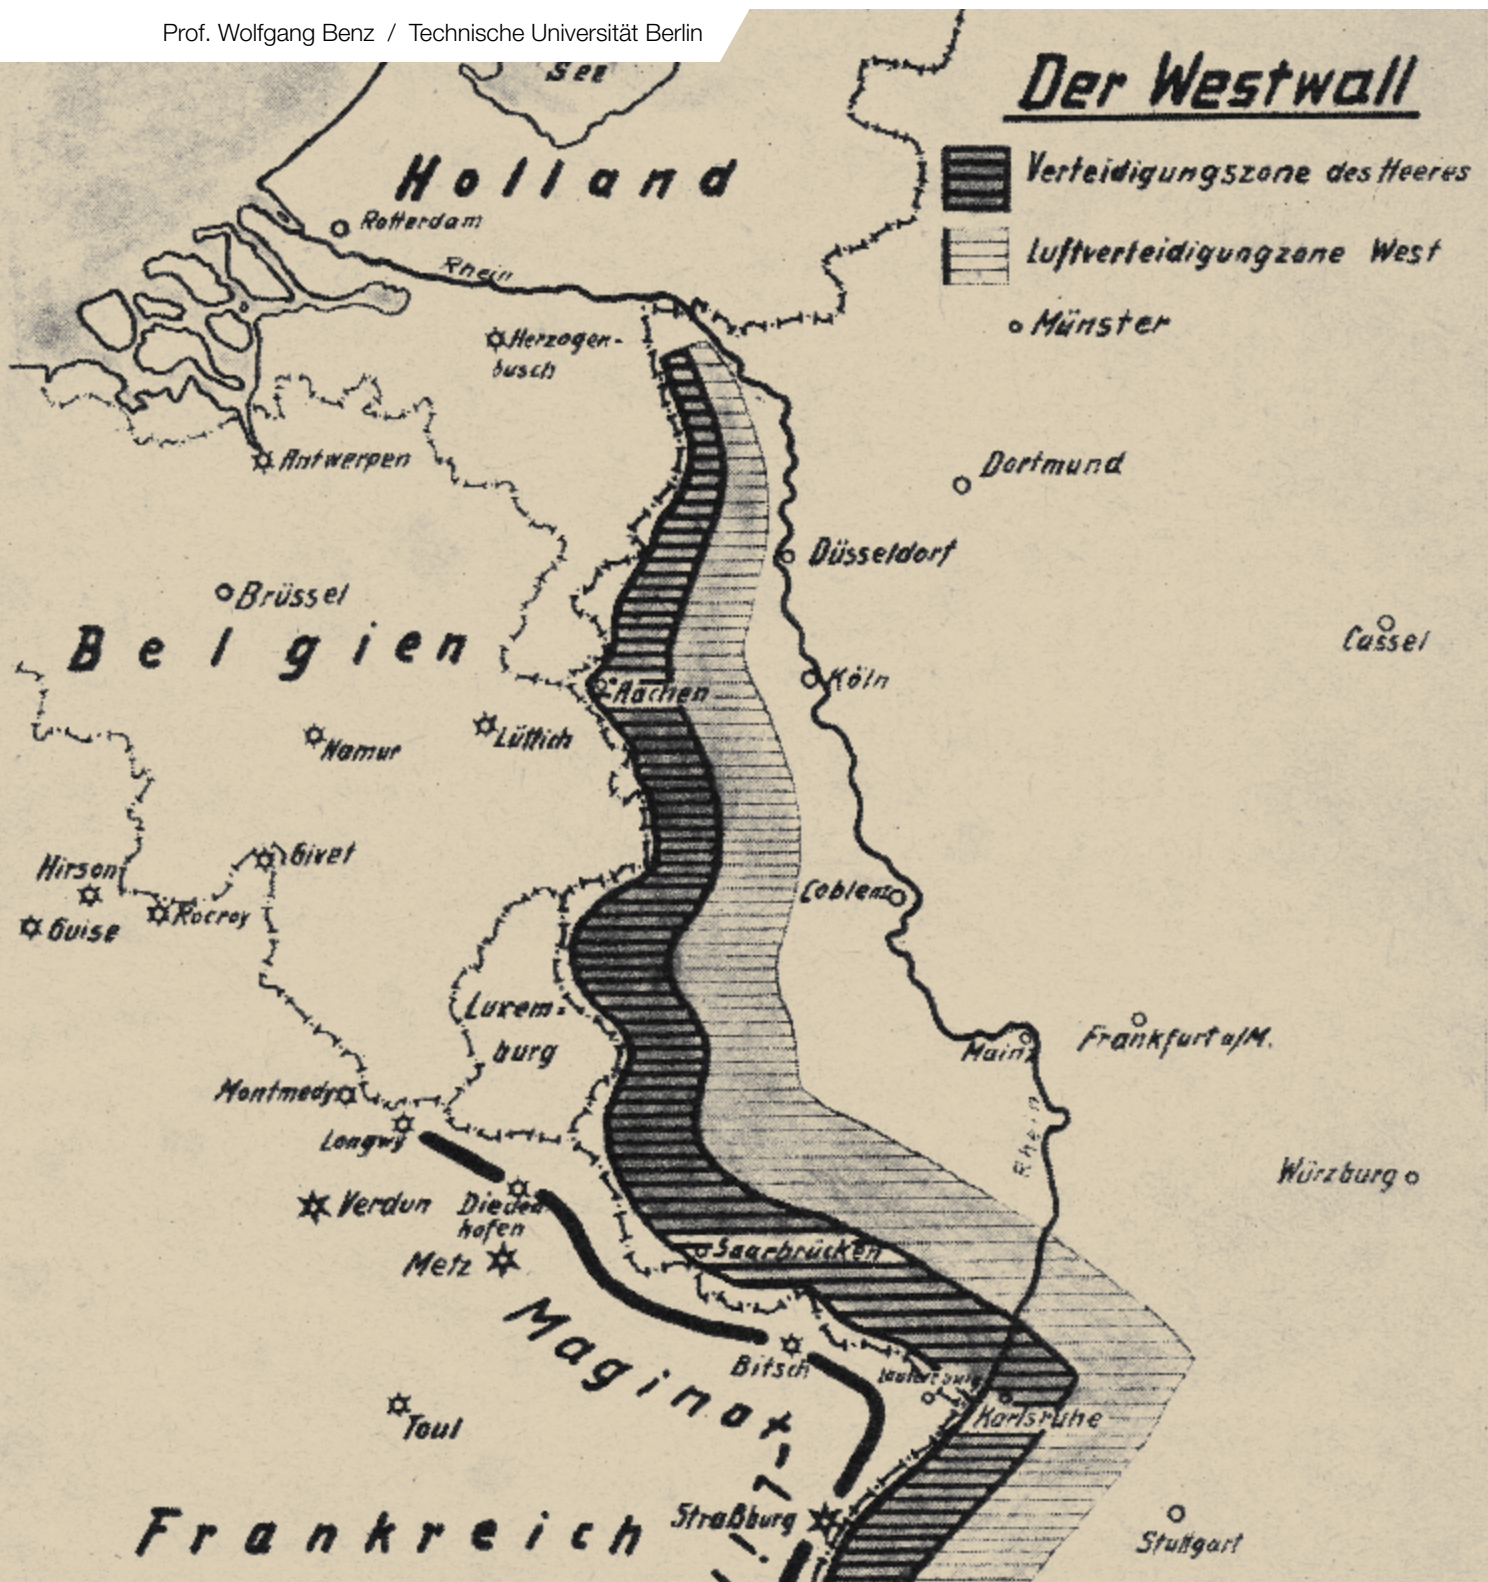 Prof. Wolfgang Benz / Technische Universität Berlin
See
Der Westwall
Verteidigungszone des Heeres
Luftverteidigungzone West
Holland
Rotterdam
Rhein
Münster
Herzogen-
busch
Antwerpen
Dortmund
Düsseldorf
Brüssel
Belgien
Cassel
Aachen
Köln
Namur
Lüttich
Givet
Hirson
Rocroy
Guise
Coblenz
Luxem-
burg
Mainz
Frankfurt a/M.
Montmedy
Longwy
Rhein
Würzburg
Verdun
Dieden
hofen
Metz
Saarbrücken
Maginot
Bitsch
Karlsruhe
Toul
Straßburg
Frankreich
Stuttgart